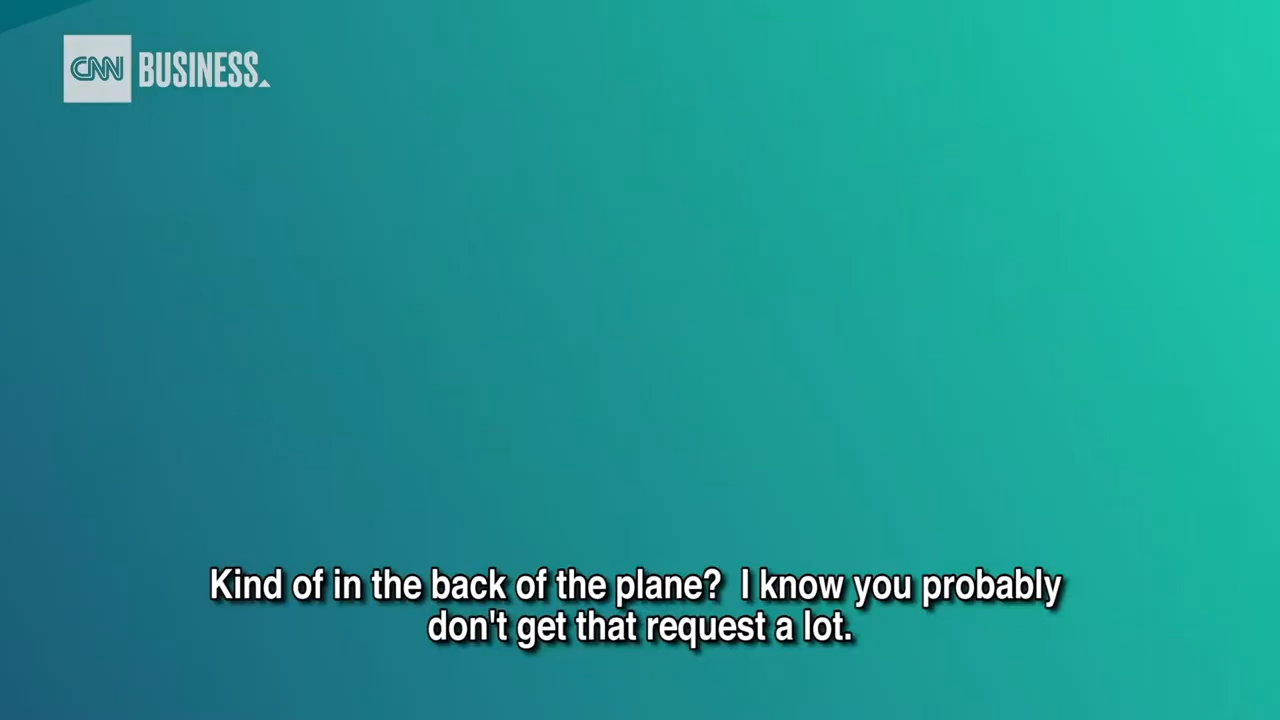 CNN BUSINESS
Kind of in the back of the plane?  I know you probably
don't get that request a lot.